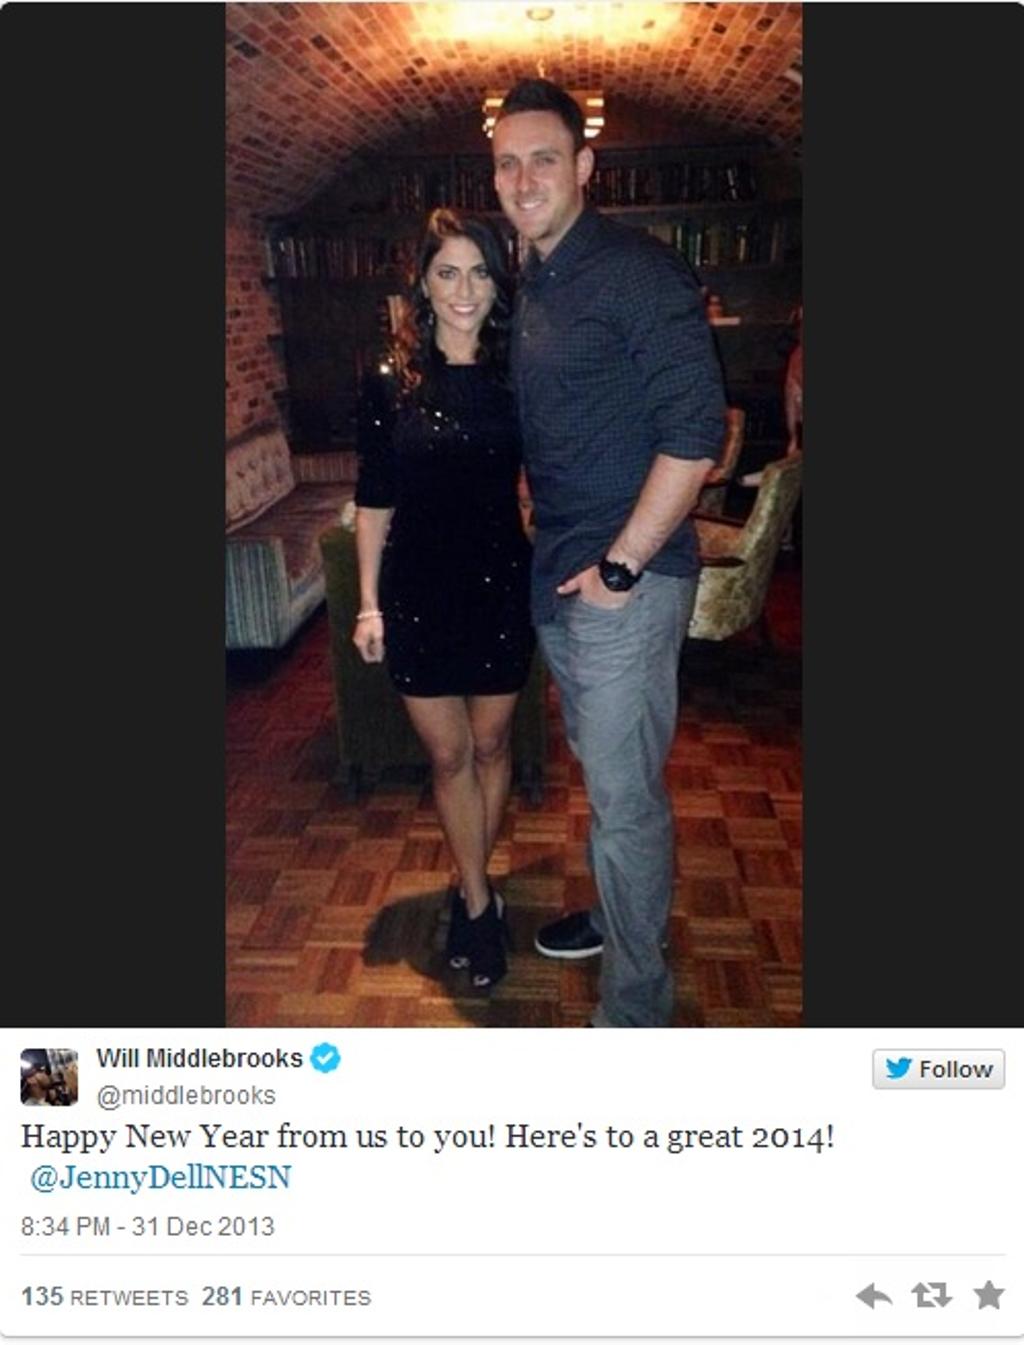 Will Middlebrooks
Follow
@middlebrooks
Happy New Year from us to you! Here's to a great 2014!
@JennyDellNESN
8:34 PM - 31 Dec 2013
135 RETWEETS 281 FAVORITES